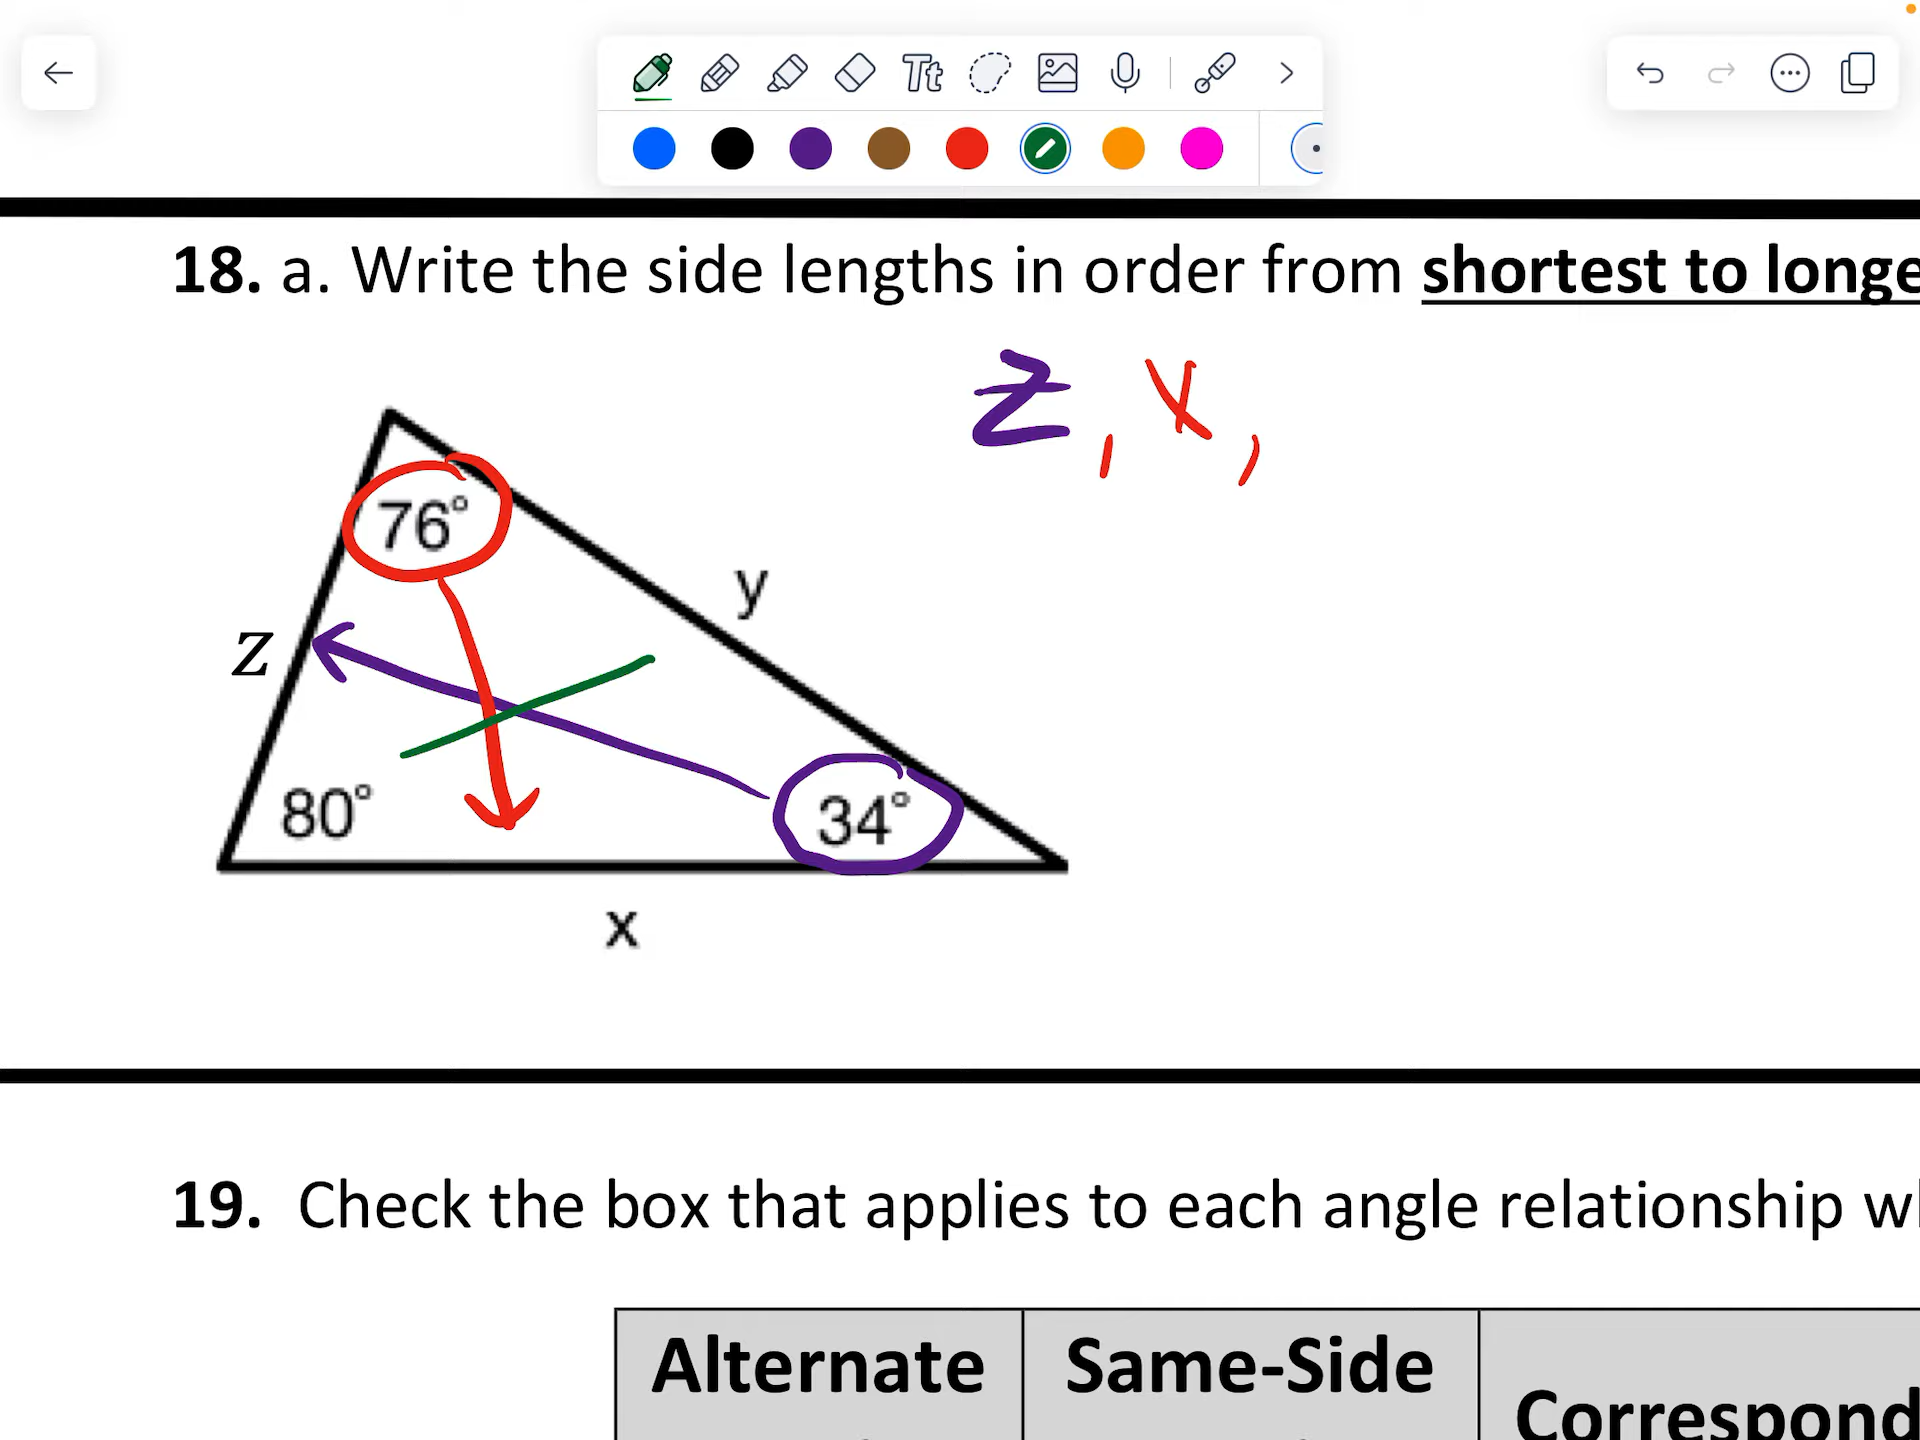 Tt
18. a. Write the side lengths in order from shortest to longe
z, x,
76°
y
z
80°
34°
x
19. Check the box that applies to each angle relationship
Alternate
Same-Side
Correspond